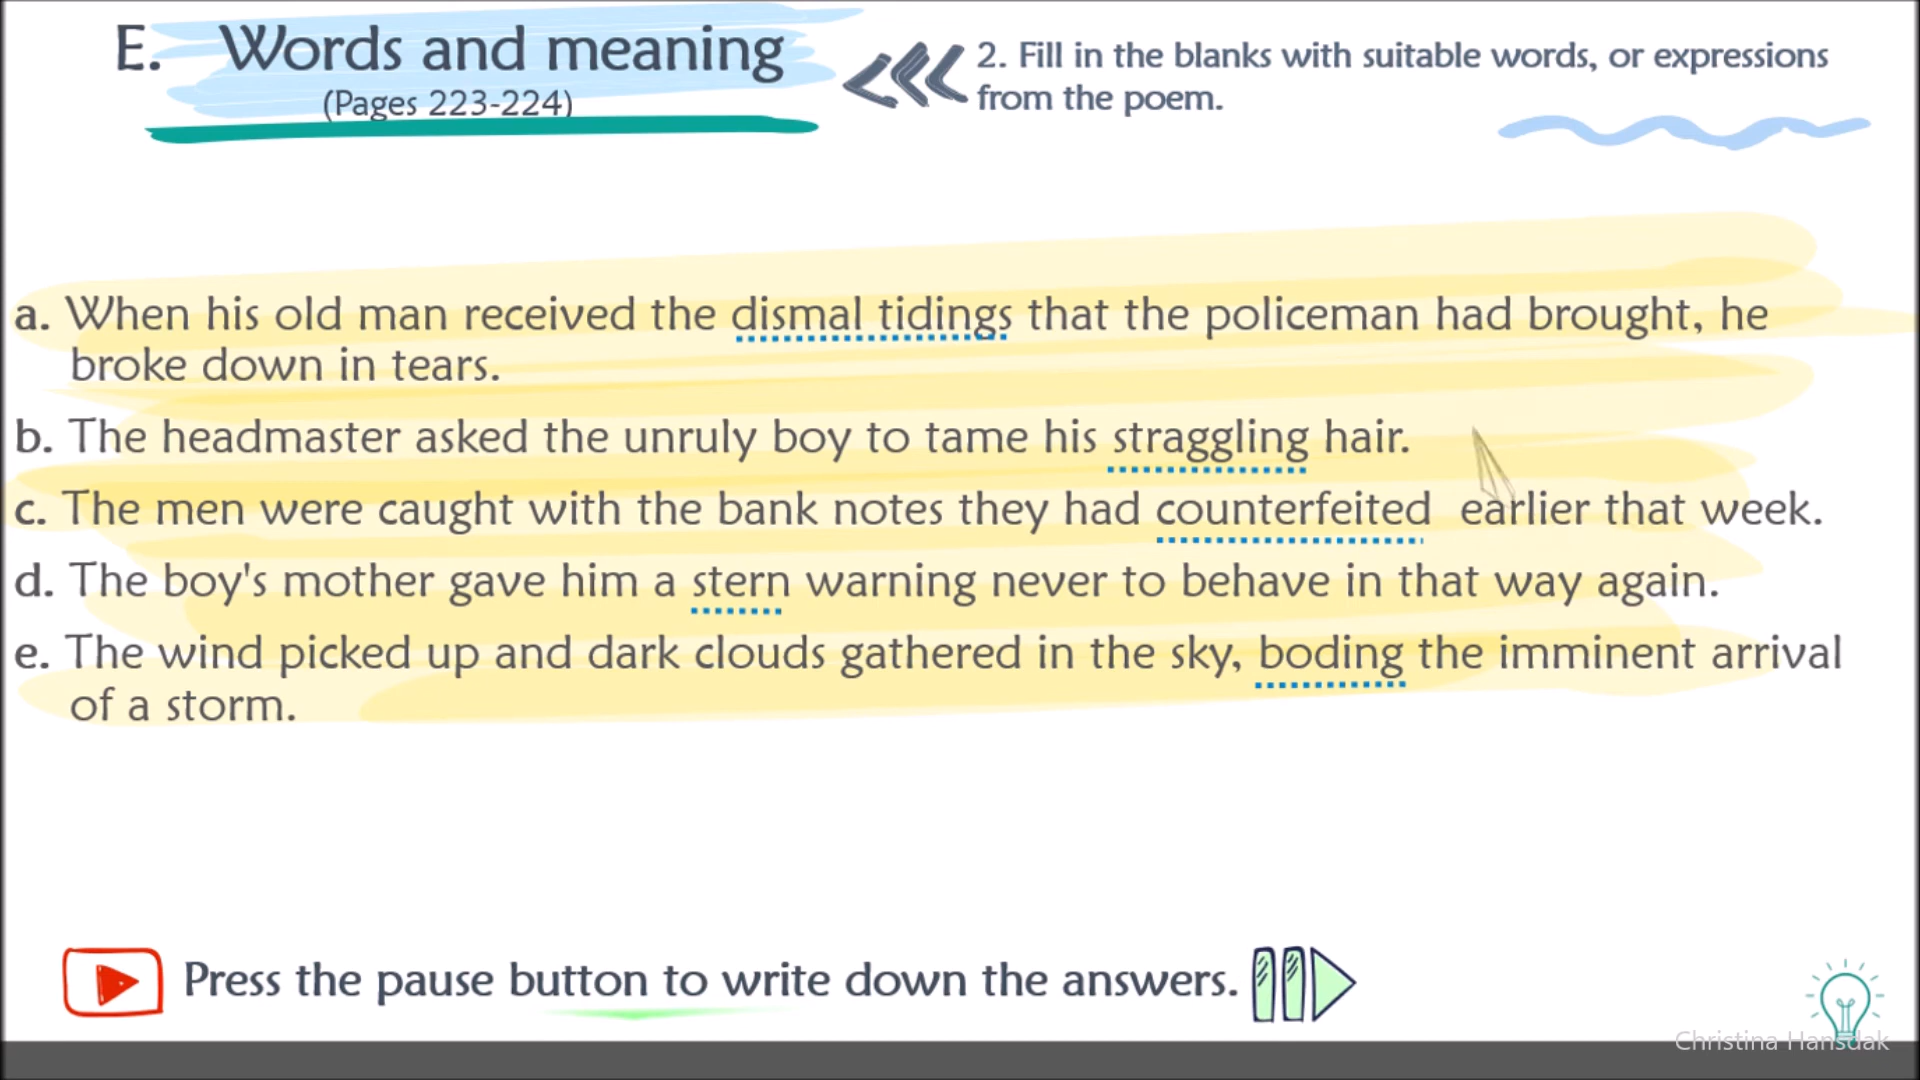 E. Words and meaning
(Pages 223-224)
2. Fill in the blanks with suitable words, or expressions
from the poem.
a. When his old man received the dismal tidings that the policeman had brought, he
broke down in tears.
b. The headmaster asked the unruly boy to tame his straggling hair.
c. The men were caught with the bank notes they had counterfeited earlier that week.
d. The boy's mother gave him a stern warning never to behave in that way again.
e. The wind picked up and dark clouds gathered in the sky, boding the imminent arrival
of a storm.
Press the pause button to write down the answers.
Christina Hansdak